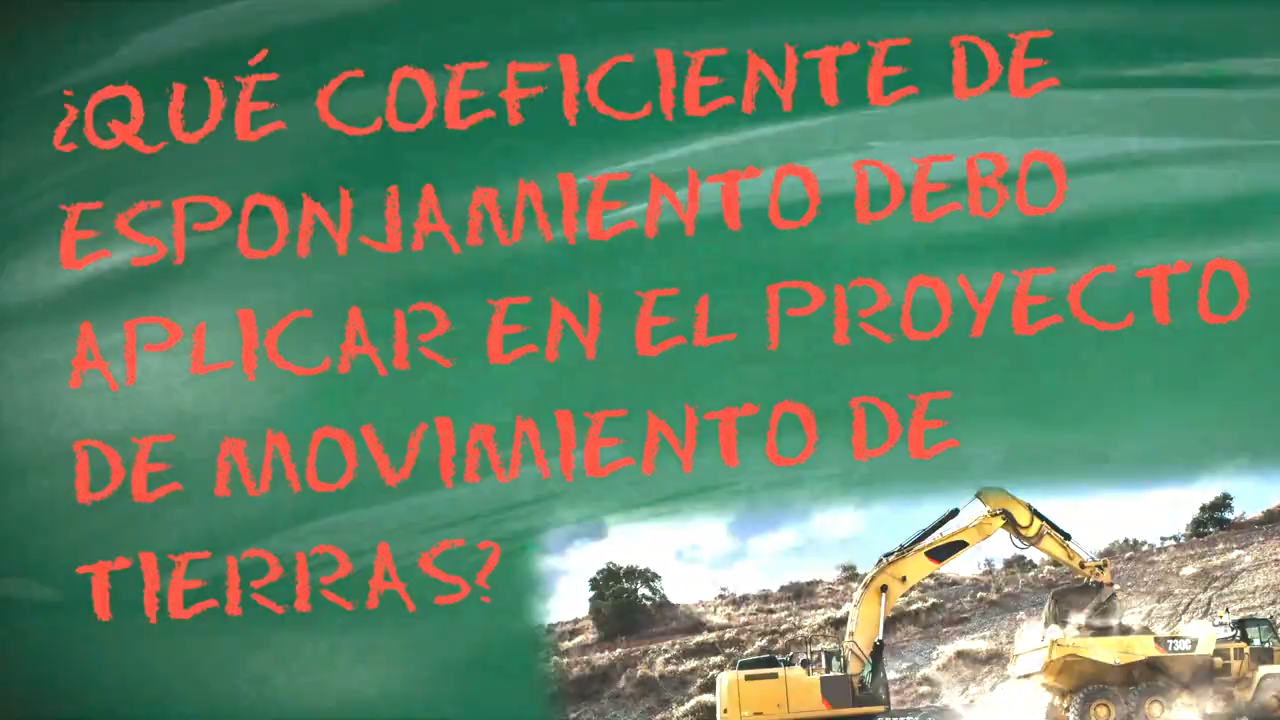 ¿QUÉ COEFICIENTE DE
ESPONJAMIENTO DEBO
APLICAR EN EL PROYECTO
DE MOVIMIENTO DE
TIERRAS?
730C